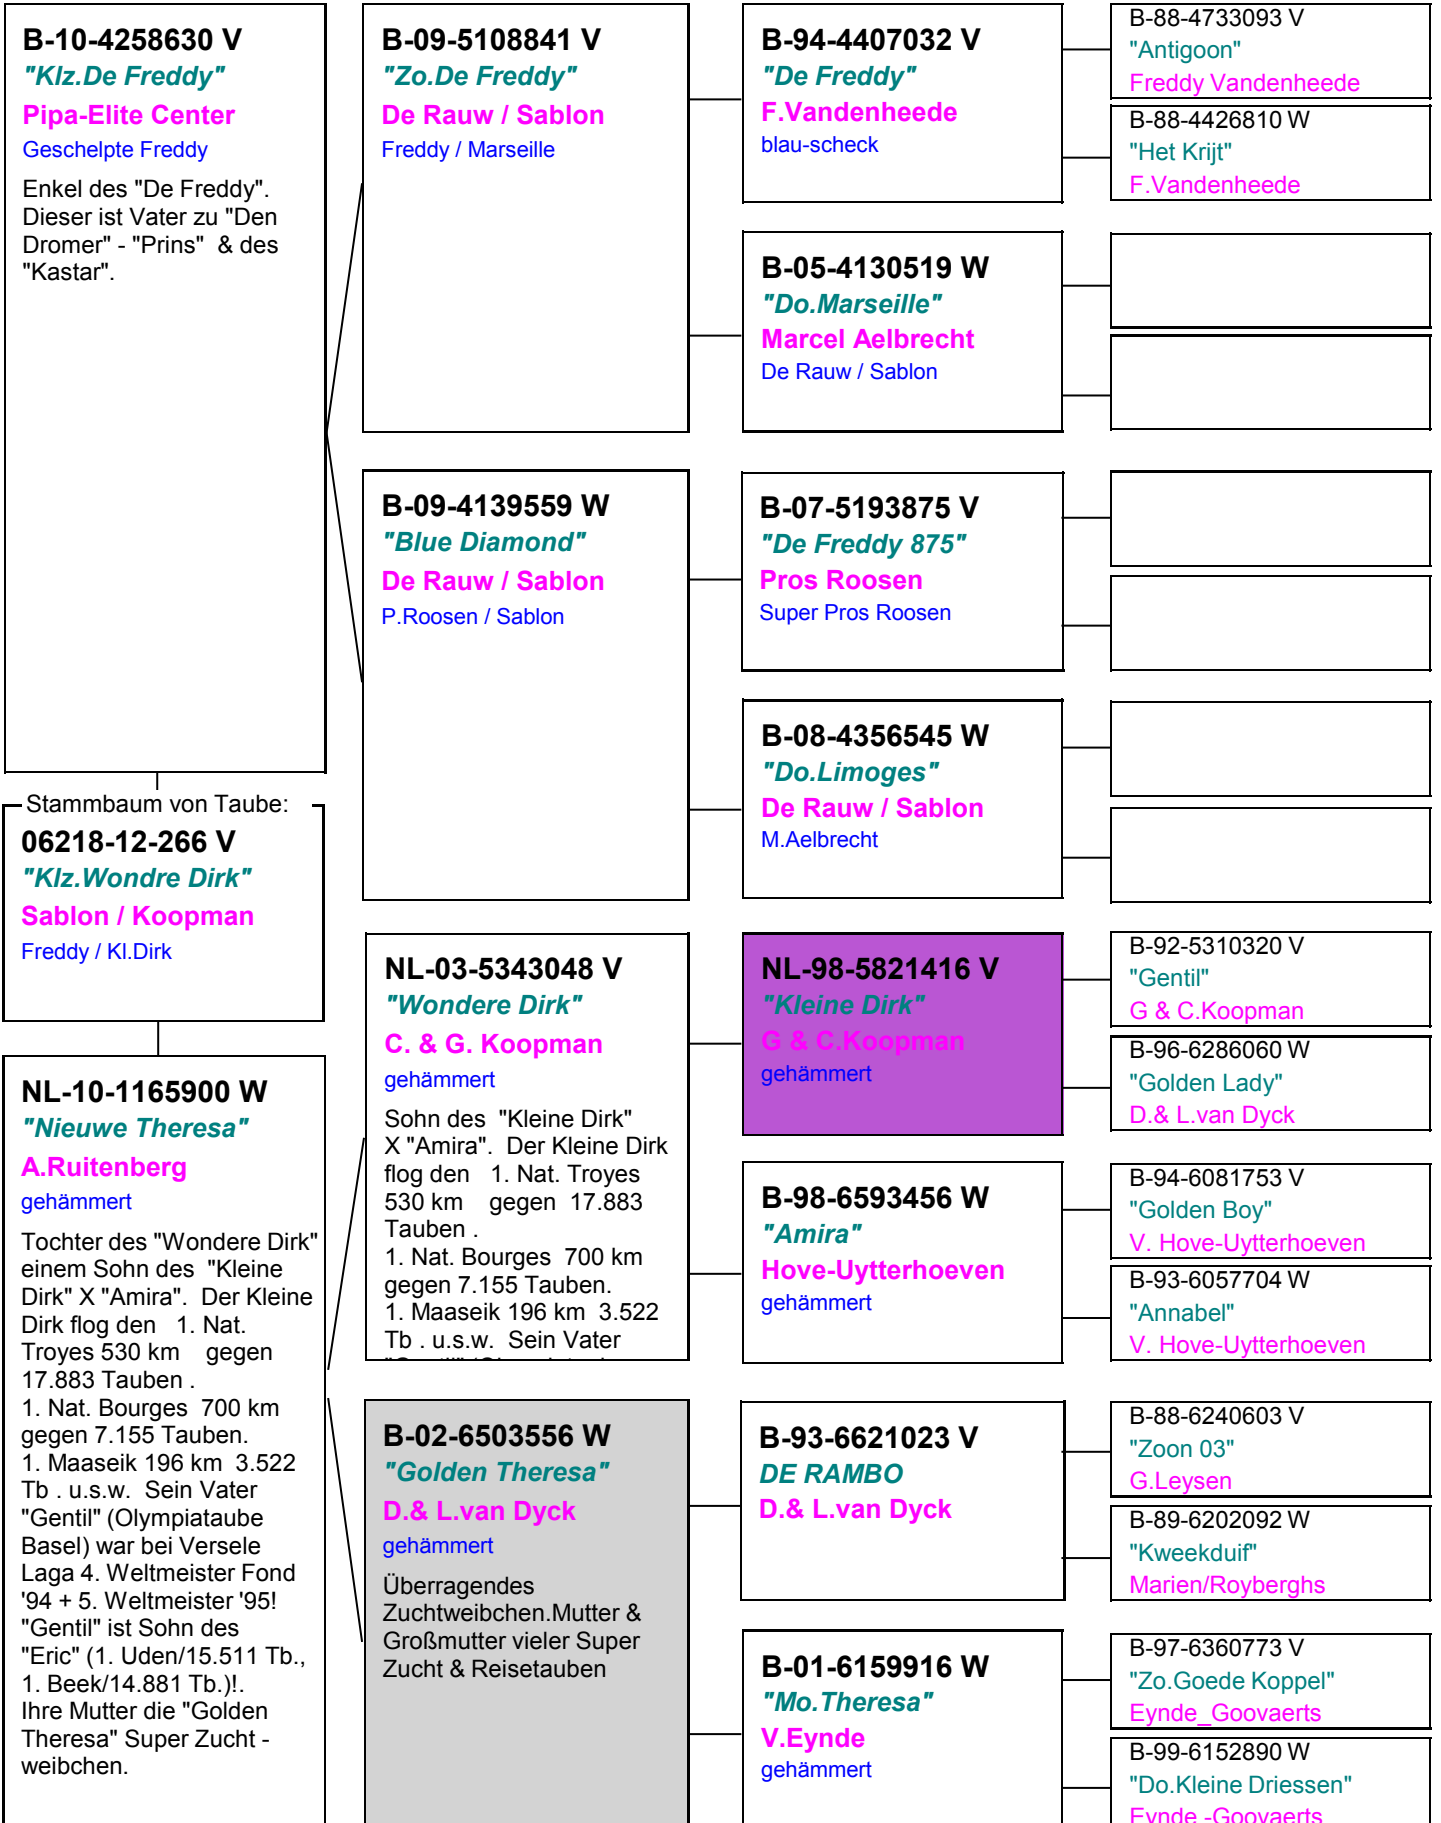 B-10-4258630 V
"Klz.De Freddy"
Pipa-Elite Center
Geschelpte Freddy
Enkel des "De Freddy".
Dieser ist Vater zu "Den
Dromer" - "Prins" & des
"Kastar".
Stammbaum von Taube:
06218-12-266 V
"Klz.Wondre Dirk"
Sablon / Koopman
Freddy / Kl.Dirk
NL-10-1165900 W
"Nieuwe Theresa"
A.Ruitenberg
gehämmert
Tochter des "Wondere Dirk"
einem Sohn des "Kleine
Dirk" X "Amira". Der Kleine
Dirk flog den 1. Nat.
Troyes 530 km gegen
17.883 Tauben .
1. Nat. Bourges 700 km
gegen 7.155 Tauben.
1. Maaseik 196 km 3.522
Tb . u.s.w. Sein Vater
"Gentil" (Olympiataube
Basel) war bei Versele
Laga 4. Weltmeister Fond
'94 + 5. Weltmeister '95!
"Gentil" ist Sohn des
"Eric" (1. Uden/15.511 Tb.,
1. Beek/14.881 Tb.)!.
Ihre Mutter die "Golden
Theresa" Super Zucht -
weibchen.
B-09-5108841 V
"Zo.De Freddy"
De Rauw / Sablon
Freddy / Marseille
B-09-4139559 W
"Blue Diamond"
De Rauw / Sablon
P.Roosen / Sablon
NL-03-5343048 V
"Wondere Dirk"
C. & G. Koopman
gehämmert
Sohn des "Kleine Dirk"
X "Amira". Der Kleine Dirk
flog den 1. Nat. Troyes
530 km gegen 17.883
Tauben .
1. Nat. Bourges 700 km
gegen 7.155 Tauben.
1. Maaseik 196 km 3.522
Tb . u.s.w. Sein Vater
B-02-6503556 W
"Golden Theresa"
D.& L.van Dyck
gehämmert
Überragendes
Zuchtweibchen.Mutter &
Großmutter vieler Super
Zucht & Reisetauben
B-94-4407032 V
"De Freddy"
F.Vandenheede
blau-scheck
B-05-4130519 W
"Do.Marseille"
Marcel Aelbrecht
De Rauw / Sablon
B-07-5193875 V
"De Freddy 875"
Pros Roosen
Super Pros Roosen
B-08-4356545 W
"Do.Limoges"
De Rauw / Sablon
M.Aelbrecht
NL-98-5821416 V
"Kleine Dirk"
G & C.Koopman
gehämmert
B-98-6593456 W
"Amira"
Hove-Uytterhoeven
gehämmert
B-93-6621023 V
DE RAMBO
D.& L.van Dyck
B-01-6159916 W
"Mo.Theresa"
V.Eynde
gehämmert
B-88-4733093 V
"Antigoon"
Freddy Vandenheede
B-88-4426810 W
"Het Krijt"
F.Vandenheede
B-92-5310320 V
"Gentil"
G & C.Koopman
B-96-6286060 W
"Golden Lady"
D.& L.van Dyck
B-94-6081753 V
"Golden Boy"
V. Hove-Uytterhoeven
B-93-6057704 W
"Annabel"
V. Hove-Uytterhoeven
B-88-6240603 V
"Zoon 03"
G.Leysen
B-89-6202092 W
"Kweekduif"
Marien/Royberghs
B-97-6360773 V
"Zo.Goede Koppel"
Eynde_Goovaerts
B-99-6152890 W
"Do.Kleine Driessen"
Eynde -Goovaerts